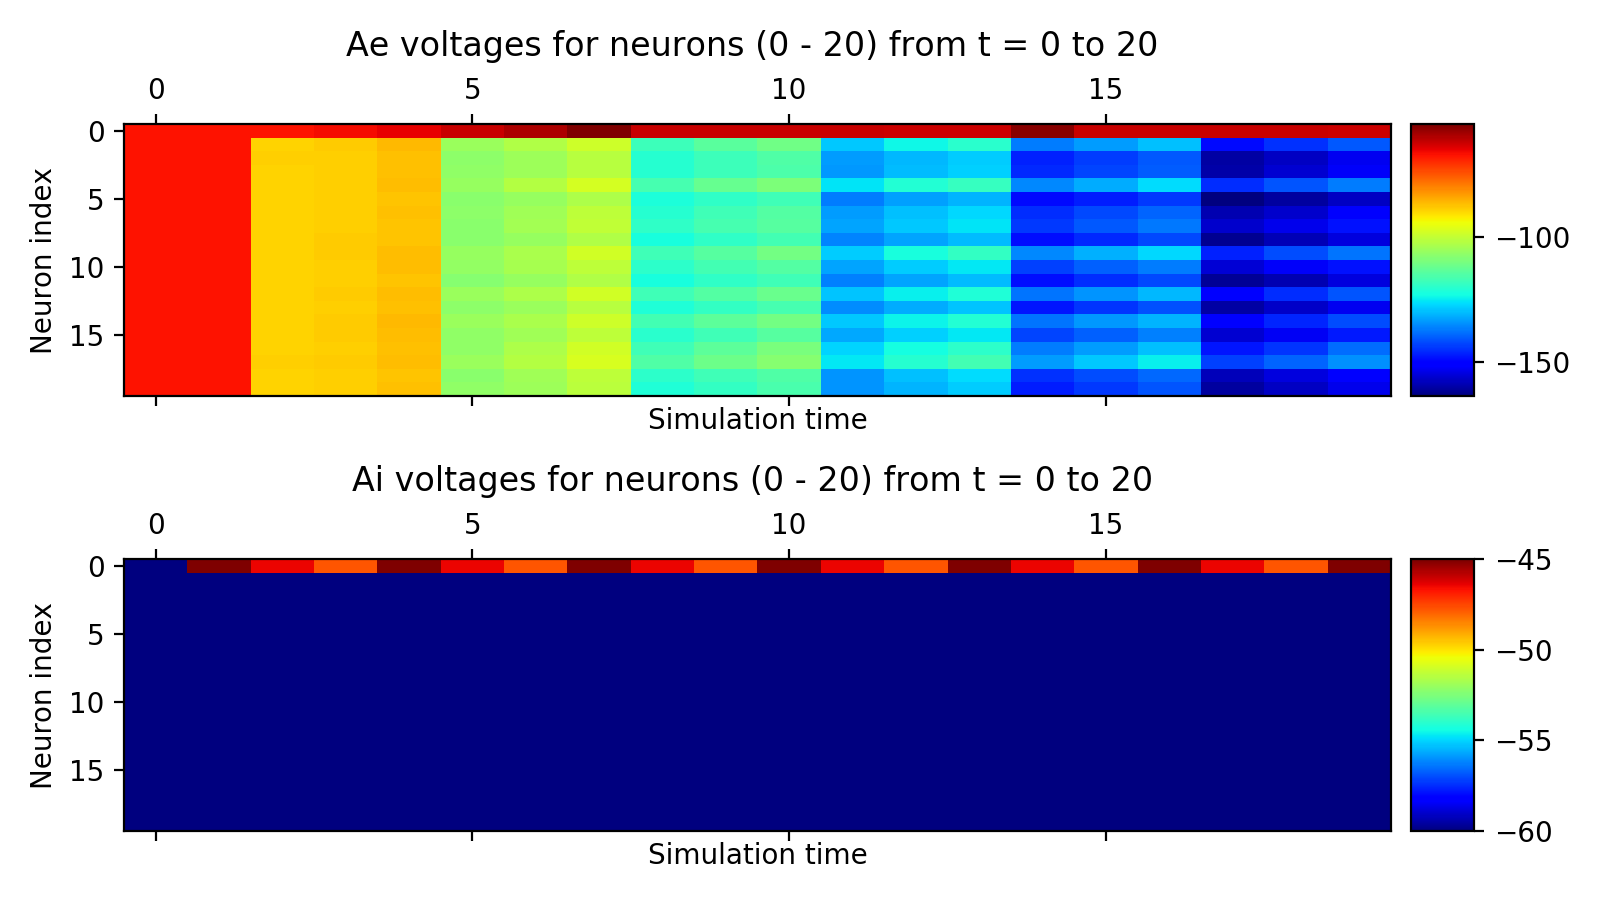 Ae voltages for neurons (0 - 20) from t = 0 to 20
0 5 10 15
0
5
10
15
Neuron index
Simulation time
−100
−150
Ai voltages for neurons (0 - 20) from t = 0 to 20
0 5 10 15
0
5
10
15
Neuron index
Simulation time
−45
−50
−55
−60